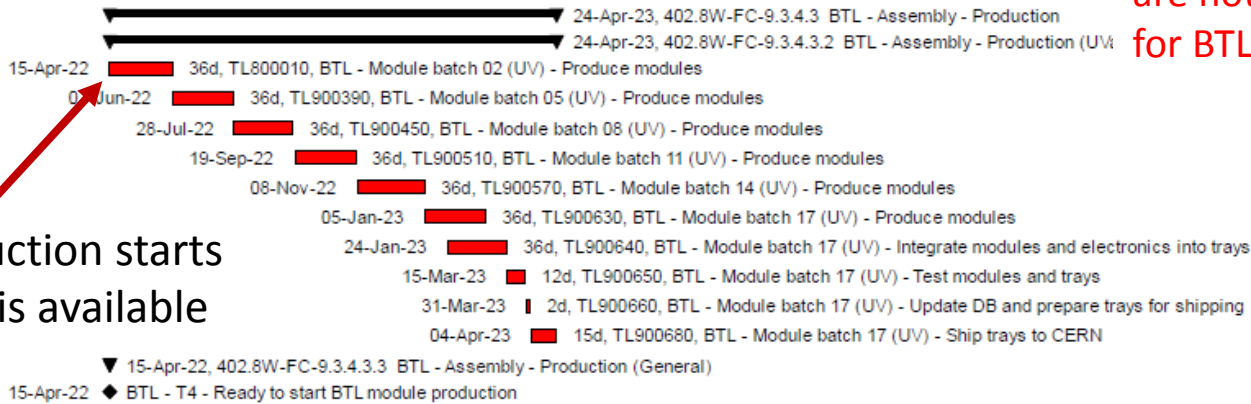 are not
for BTL
24-Apr-23, 402.8W-FC-9.3.4.3 BTL - Assembly - Production
24-Apr-23, 402.8W-FC-9.3.4.3.2 BTL - Assembly - Production
15-Apr-22 36d, TL800010, BTL - Module batch 02 (UV) - Produce modules
Jun-22 36d, TL900390, BTL - Module batch 05 (UV) - Produce modules
28-Jul-22 36d, TL900450, BTL - Module batch 08 (UV) - Produce modules
19-Sep-22 36d, TL900510, BTL - Module batch 11 (UV) - Produce modules
08-Nov-22 36d, TL900570, BTL - Module batch 14 (UV) - Produce modules
05-Jan-23 36d, TL900630, BTL - Module batch 17 (UV) - Produce modules
24-Jan-23 36d, TL900640, BTL - Module batch 17 (UV) - Integrate modules and electronics into trays
15-Mar-23 12d, TL900650, BTL - Module batch 17 (UV) - Test modules and trays
31-Mar-23 2d, TL900660, BTL - Module batch 17 (UV) - Update DB and prepare trays for shipping
04-Apr-23 15d, TL900680, BTL - Module batch 17 (UV) - Ship trays to CERN
uction starts
is available
15-Apr-22, 402.8W-FC-9.3.4.3.3 BTL - Assembly - Production (General)
15-Apr-22 BTL - T4 - Ready to start BTL module production